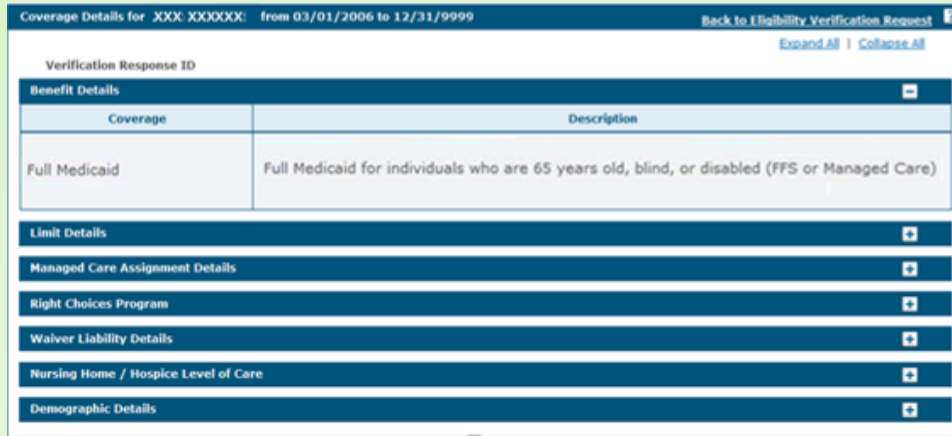 Coverage Details for XXX XXXXXX: from 03/01/2006 to 12/31/9999 Back to Eligibility Verification Request ?
Expand All | Collapse All
Verification Response ID
Benefit Details
Coverage Description
Full Medicaid Full Medicaid for individuals who are 65 years old, blind, or disabled (FFS or Managed Care)
Limit Details
Managed Care Assignment Details
Right Choices Program
Waiver Liability Details
Nursing Home / Hospice Level of Care
Demographic Details